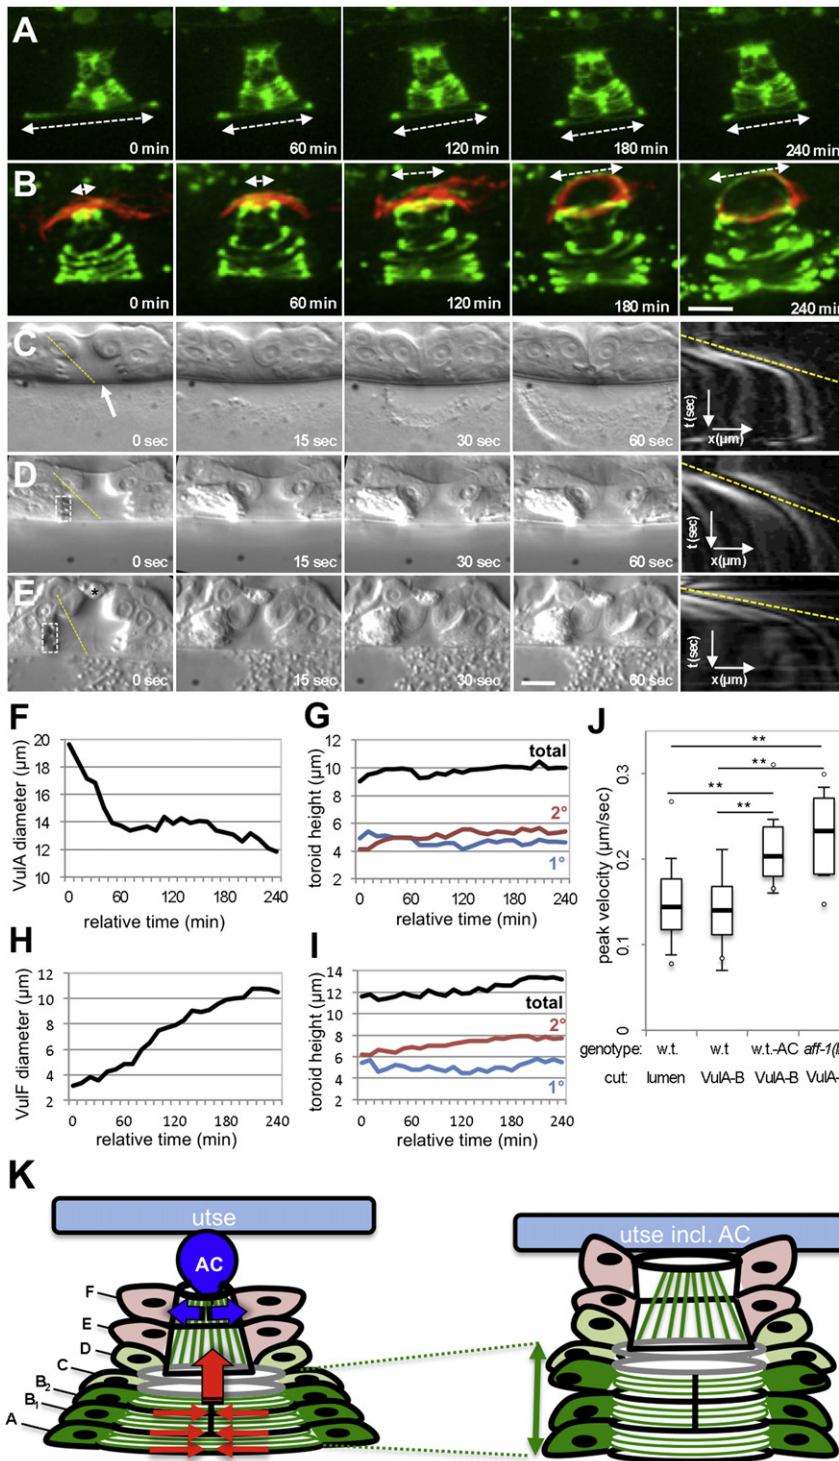 A
0 min
60 min
120 min
180 min
240 min
B
0 min
60 min
120 min
180 min
240 min
C
0 sec
15 sec
30 sec
60 sec
t (sec)
x(μm)
D
0 sec
15 sec
30 sec
60 sec
t (sec)
x(μm)
E
*
0 sec
15 sec
30 sec
60 sec
t (sec)
x(μm)
F
VulA diameter (μm)
20
18
16
14
12
10
0
60
120
180
240
relative time (min)
G
toroid height (μm)
12
10
8
6
4
2
total
2°
1°
0
60
120
180
240
relative time (min)
H
VulF diameter (μm)
12
10
8
6
4
2
0
60
120
180
240
relative time (min)
I
toroid height (μm)
14
12
10
8
6
4
2
total
2°
1°
0
60
120
180
240
relative time (min)
J
peak velocity (μm/sec)
0.3
0.2
0.1
0
**
**
**
**
genotype: w.t. w.t w.t.-AC aff-1(
cut: lumen VulA-B VulA-B VulA-
K
utse
AC
F
E
D
C
B2
B1
A
utse incl. AC